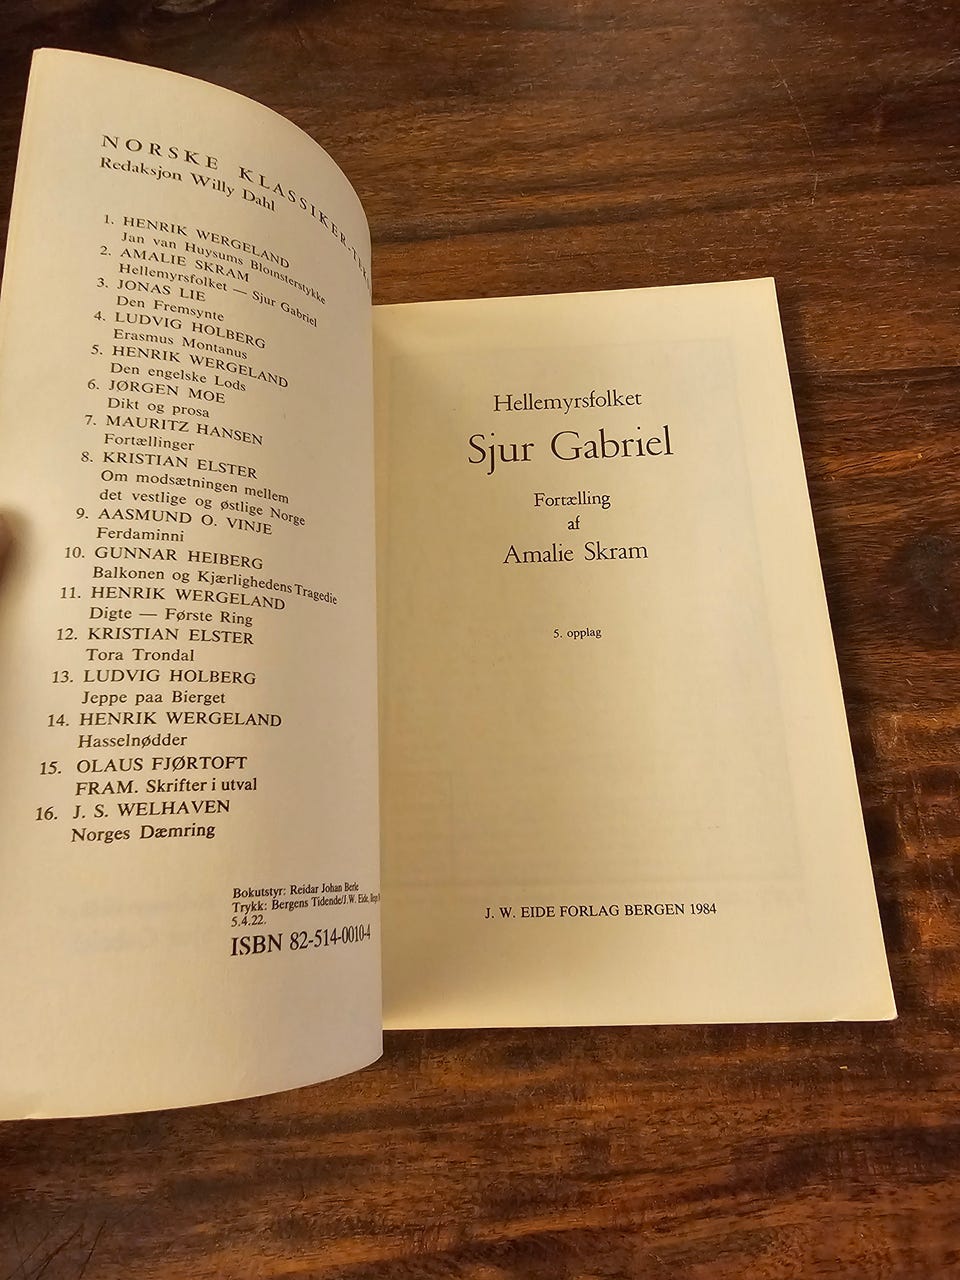 NORSKE KLASSIKER-
Redaksjon Willy Dahl
1. HENRIK WERGELAND
Jan van Huysums Blomsterstykke
2. AMALIE SKRAM
Hellemyrsfolket — Sjur Gabriel
3. JONAS LIE
Den Fremsynte
4. LUDVIG HOLBERG
Erasmus Montanus
5. HENRIK WERGELAND
Den engelske Lods
6. JØRGEN MOE
Dikt og prosa
7. MAURITZ HANSEN
Fortællinger
8. KRISTIAN ELSTER
Om modsætningen mellem
det vestlige og østlige Norge
9. AASMUND O. VINJE
Ferdaminni
10. GUNNAR HEIBERG
Balkonen og Kjærlighedens Tragedie
11. HENRIK WERGELAND
Digte — Første Ring
12. KRISTIAN ELSTER
Tora Trondal
13. LUDVIG HOLBERG
Jeppe paa Bierget
14. HENRIK WERGELAND
Hasselnødder
15. OLAUS FJØRTOFT
FRAM. Skrifter i utval
16. J. S. WELHAVEN
Norges Dæmring
Bokutstyr: Reidar Johan Berle
Trykk: Bergens Tidende/J.W. Eide,
5.4.22.
ISBN 82-514-0010-4
Hellemyrsfolket
Sjur Gabriel
Fortælling
af
Amalie Skram
5. opplag
J. W. EIDE FORLAG BERGEN 1984